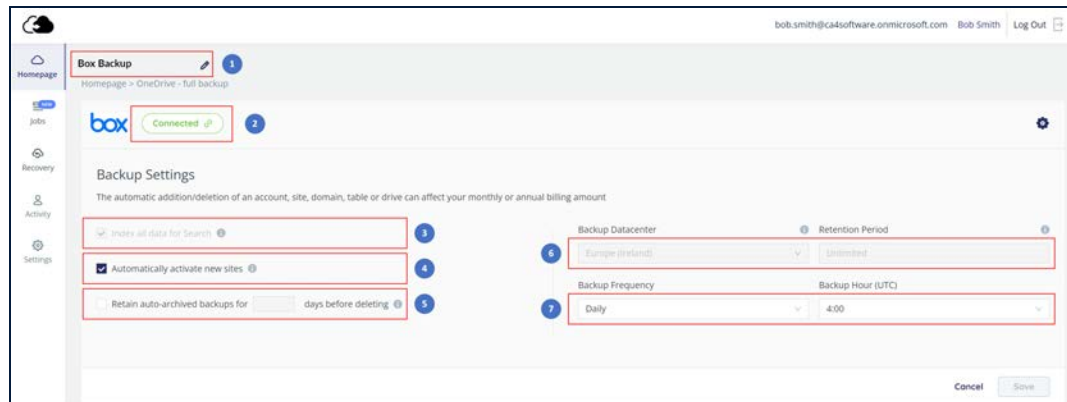 bob.smith@ca4software.onmicrosoft.com Bob Smith Log Out
Homepage
Box Backup 1
Homepage > OneDrive - full backup
new
Jobs
box Connected 2
Recovery
Backup Settings
The automatic addition/deletion of an account, site, domain, table or drive can affect your monthly or annual billing amount
Activity
Index all data for Search 3
Backup Datacenter Retention Period
Settings
6 Europe (Ireland) Unlimited
Automatically activate new sites 4
Backup Frequency Backup Hour (UTC)
Retain auto-archived backups for days before deleting 5
7 Daily 4:00
Cancel Save